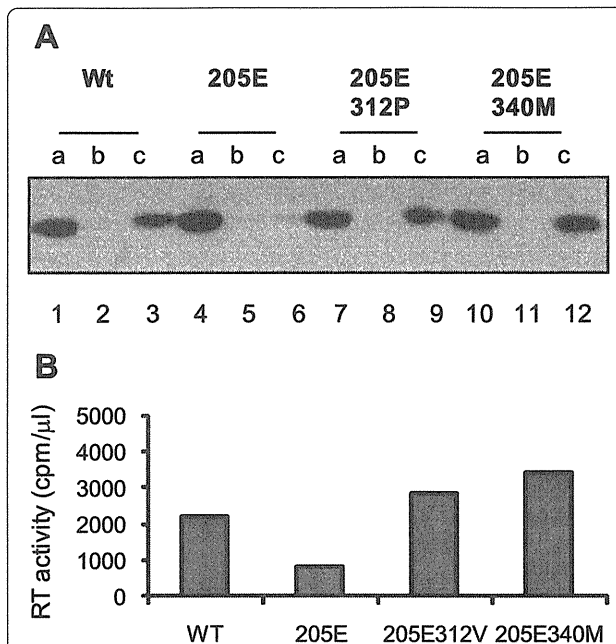 A
Wt 205E 205E 205E
312P 340M
a b c a b c a b c a b c
1 2 3 4 5 6 7 8 9 10 11 12
B
RT activity (cpm/µl)
5000
4000
3000
2000
1000
0
WT 205E 205E312V 205E340M